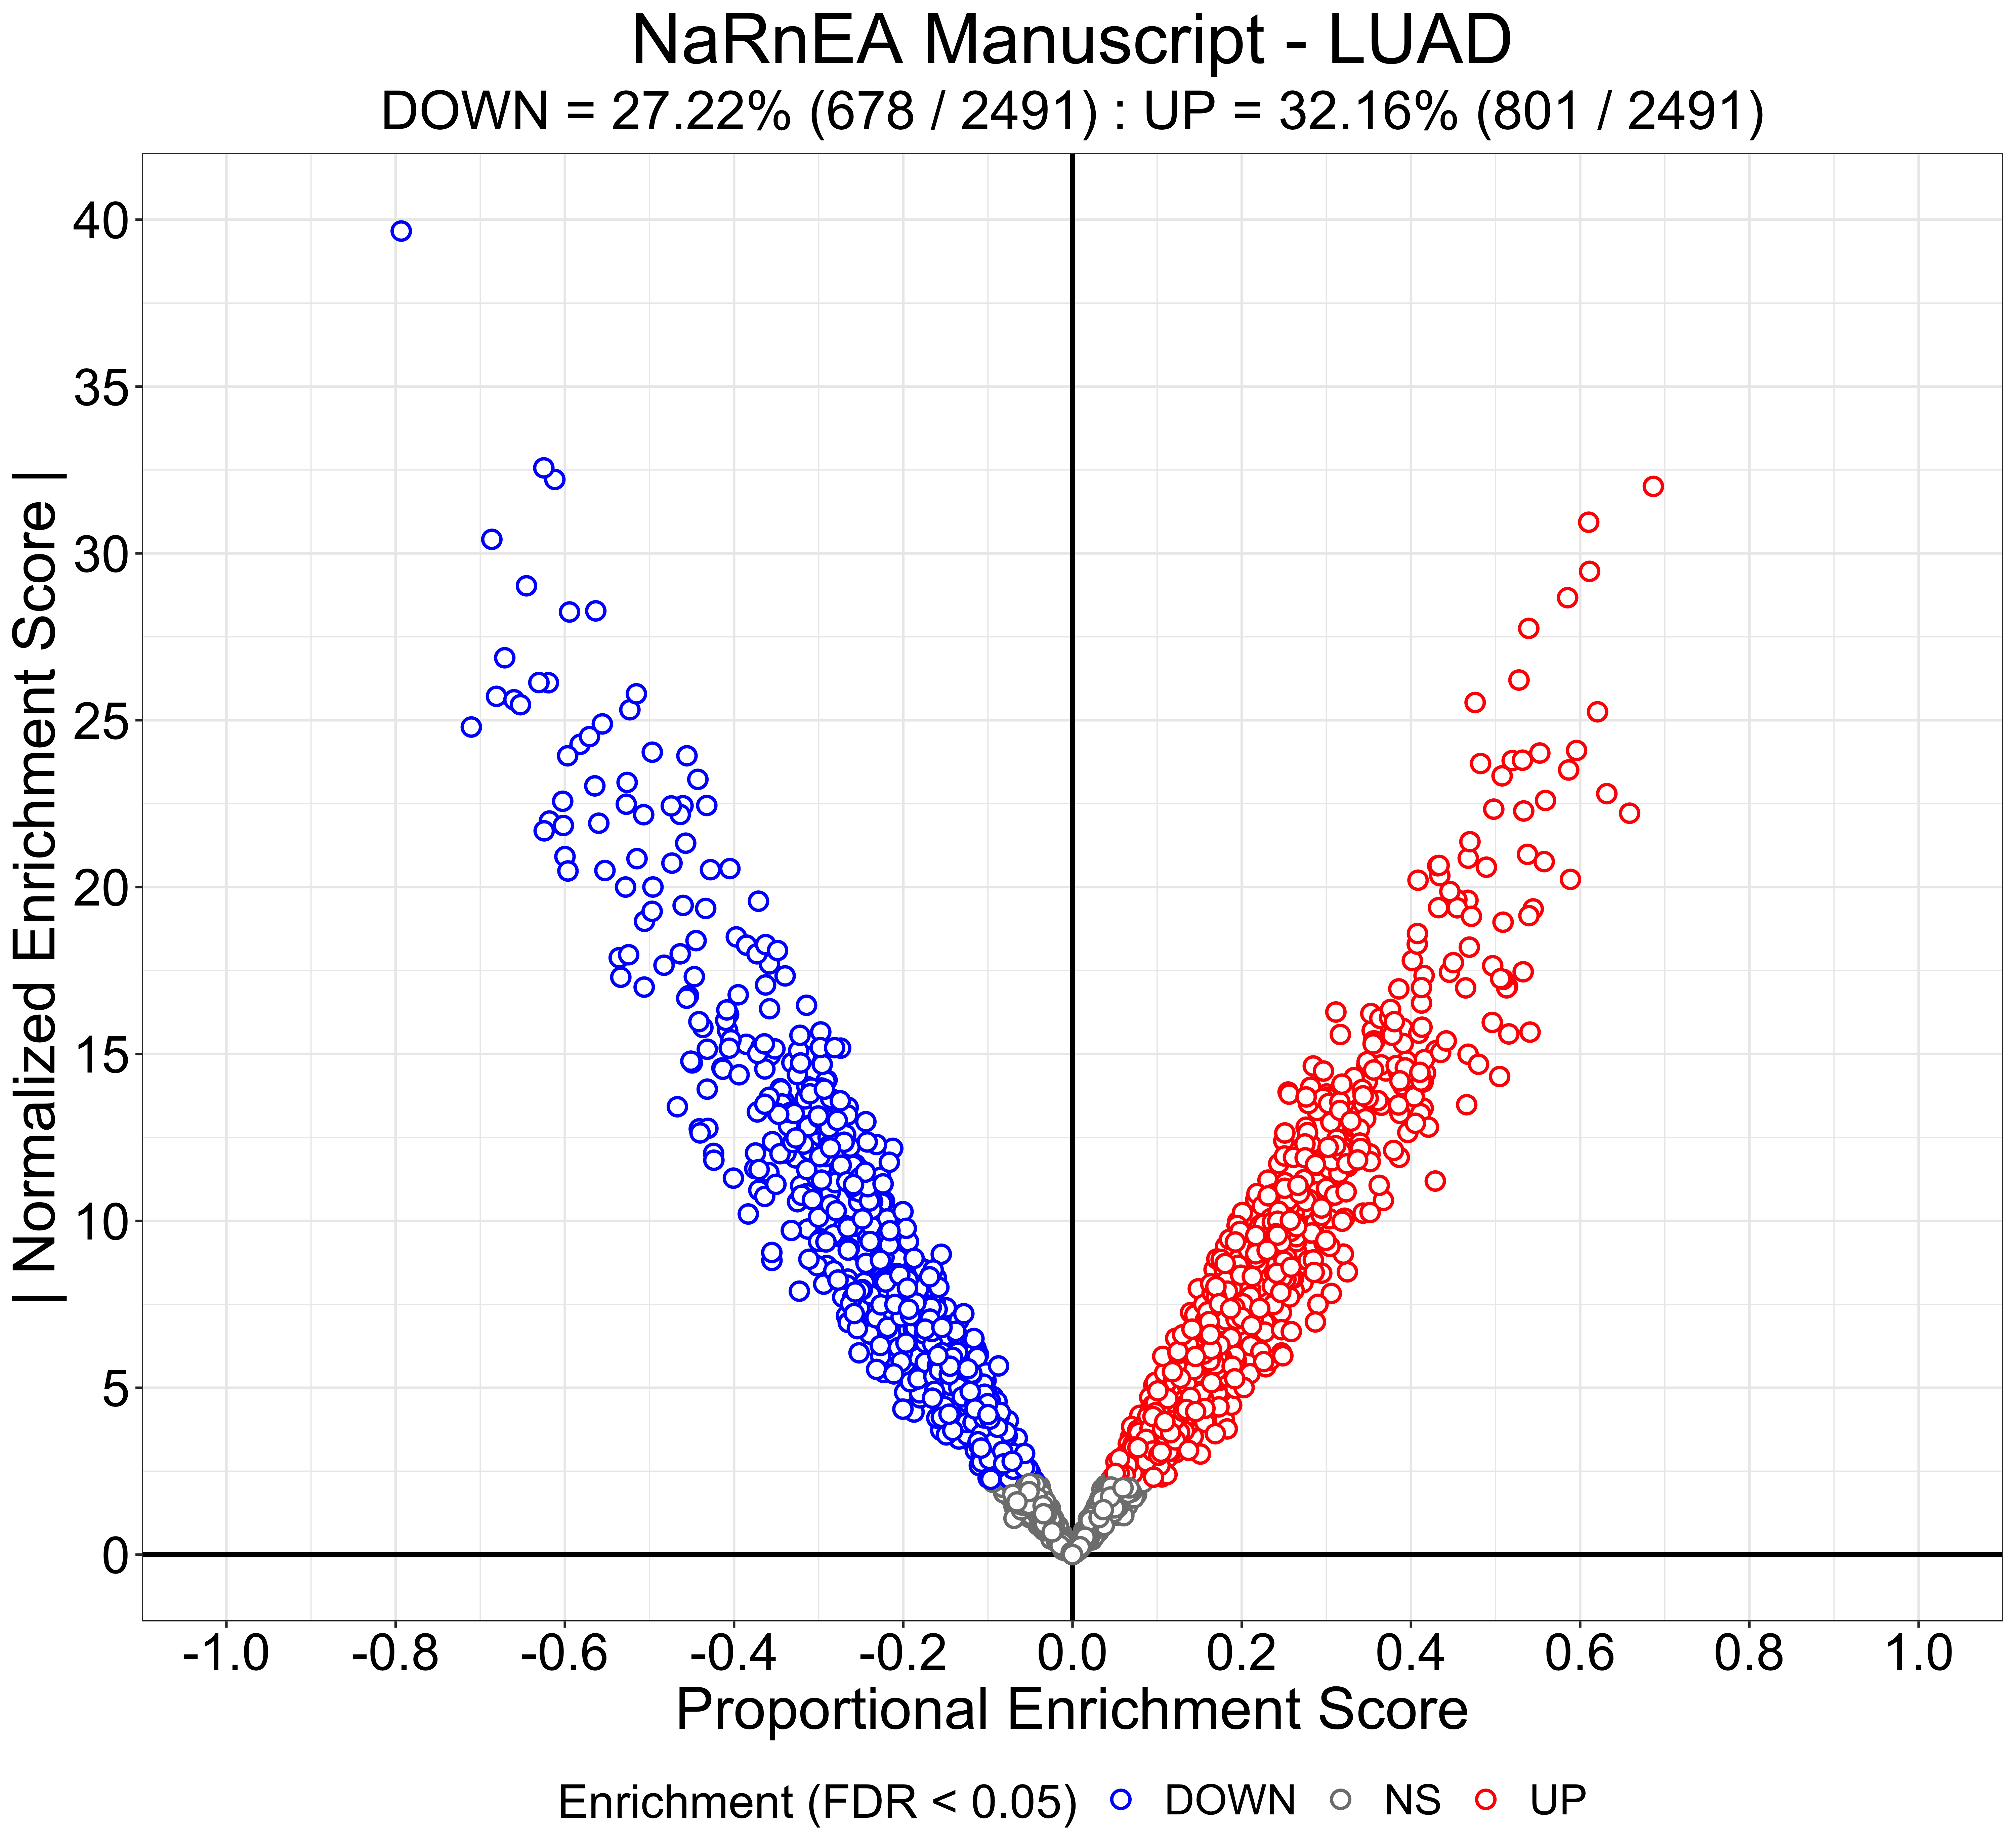 NaRnEA Manuscript - LUAD
DOWN = 27.22% (678 / 2491) : UP = 32.16% (801 / 2491)
| Normalized Enrichment Score |
40
35
30
25
20
15
10
5
0
-1.0 -0.8 -0.6 -0.4 -0.2 0.0 0.2 0.4 0.6 0.8 1.0
Proportional Enrichment Score
Enrichment (FDR < 0.05) DOWN NS UP